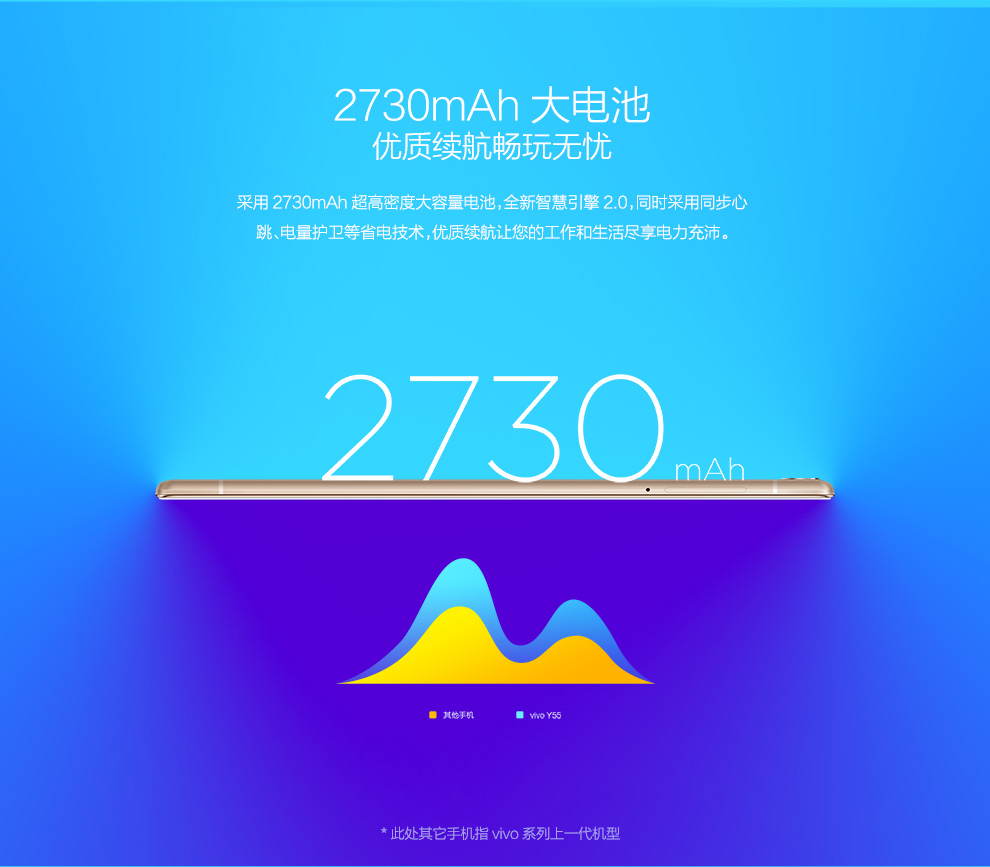 2730mAh 大电池
优质续航畅玩无忧
采用 2730mAh 超高密度大容量电池,全新智慧引擎 2.0,同时采用同步心
跳、电量护卫等省电技术,优质续航让您的工作和生活尽享电力充沛。
2730 mAh
其他手机 vivo Y55
* 此处其它手机指 vivo 系列上一代机型